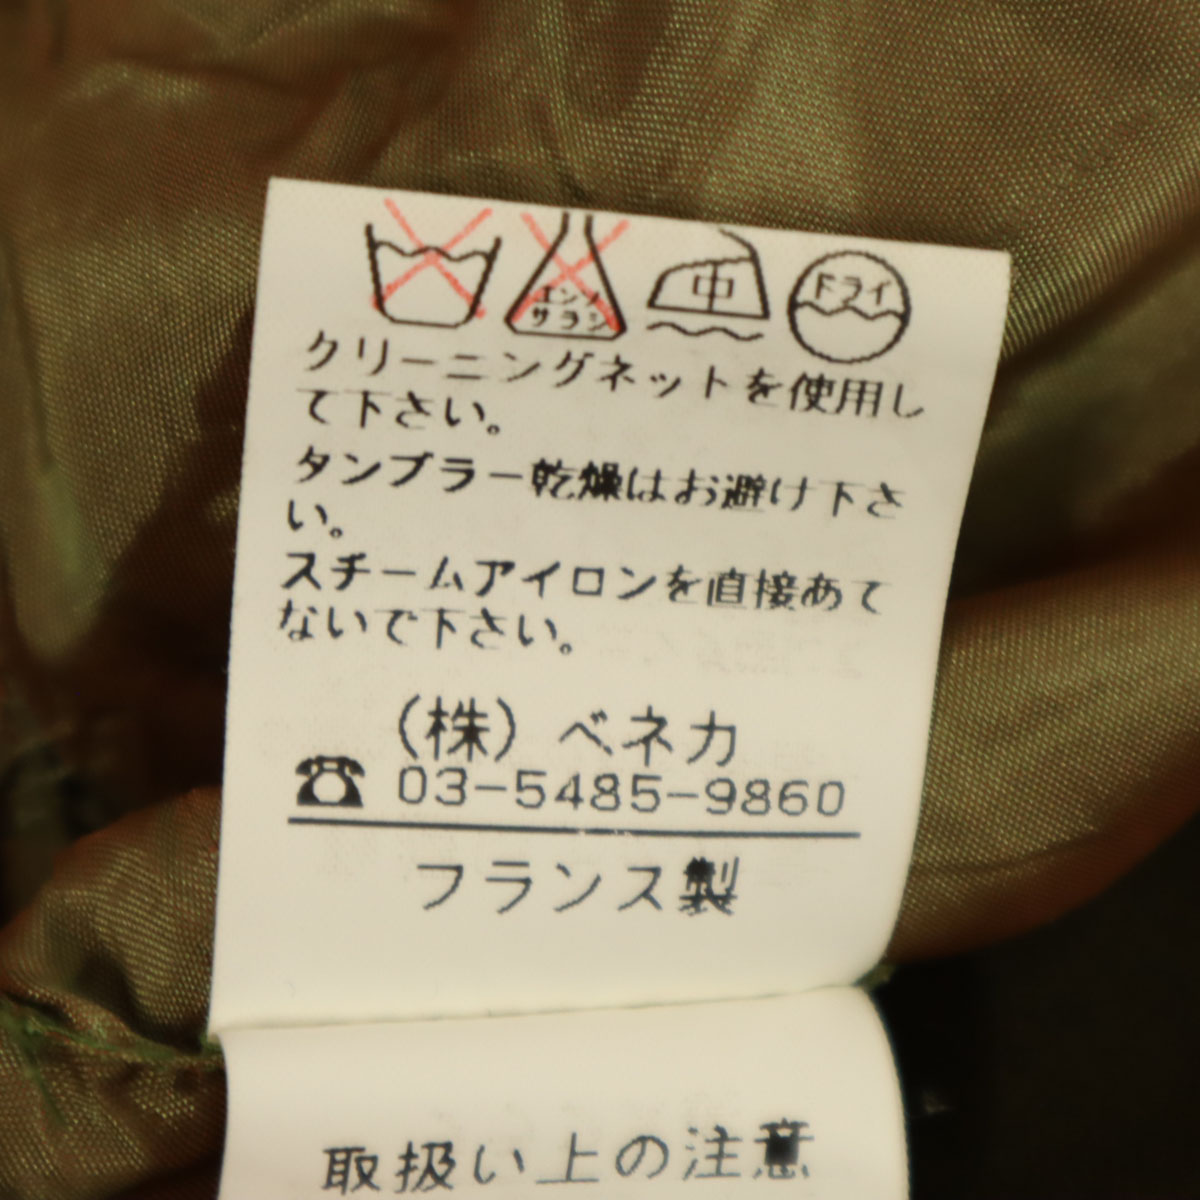 エンソ
サラシ
中
ドライ
クリーニングネットを使用し
て下さい。
タンブラー乾燥はお避け下さ
い。
スチームアイロンを直接あて
ないで下さい。
(株)ベネカ
☎ 03-5485-9860
フランス製
取扱い上の注意